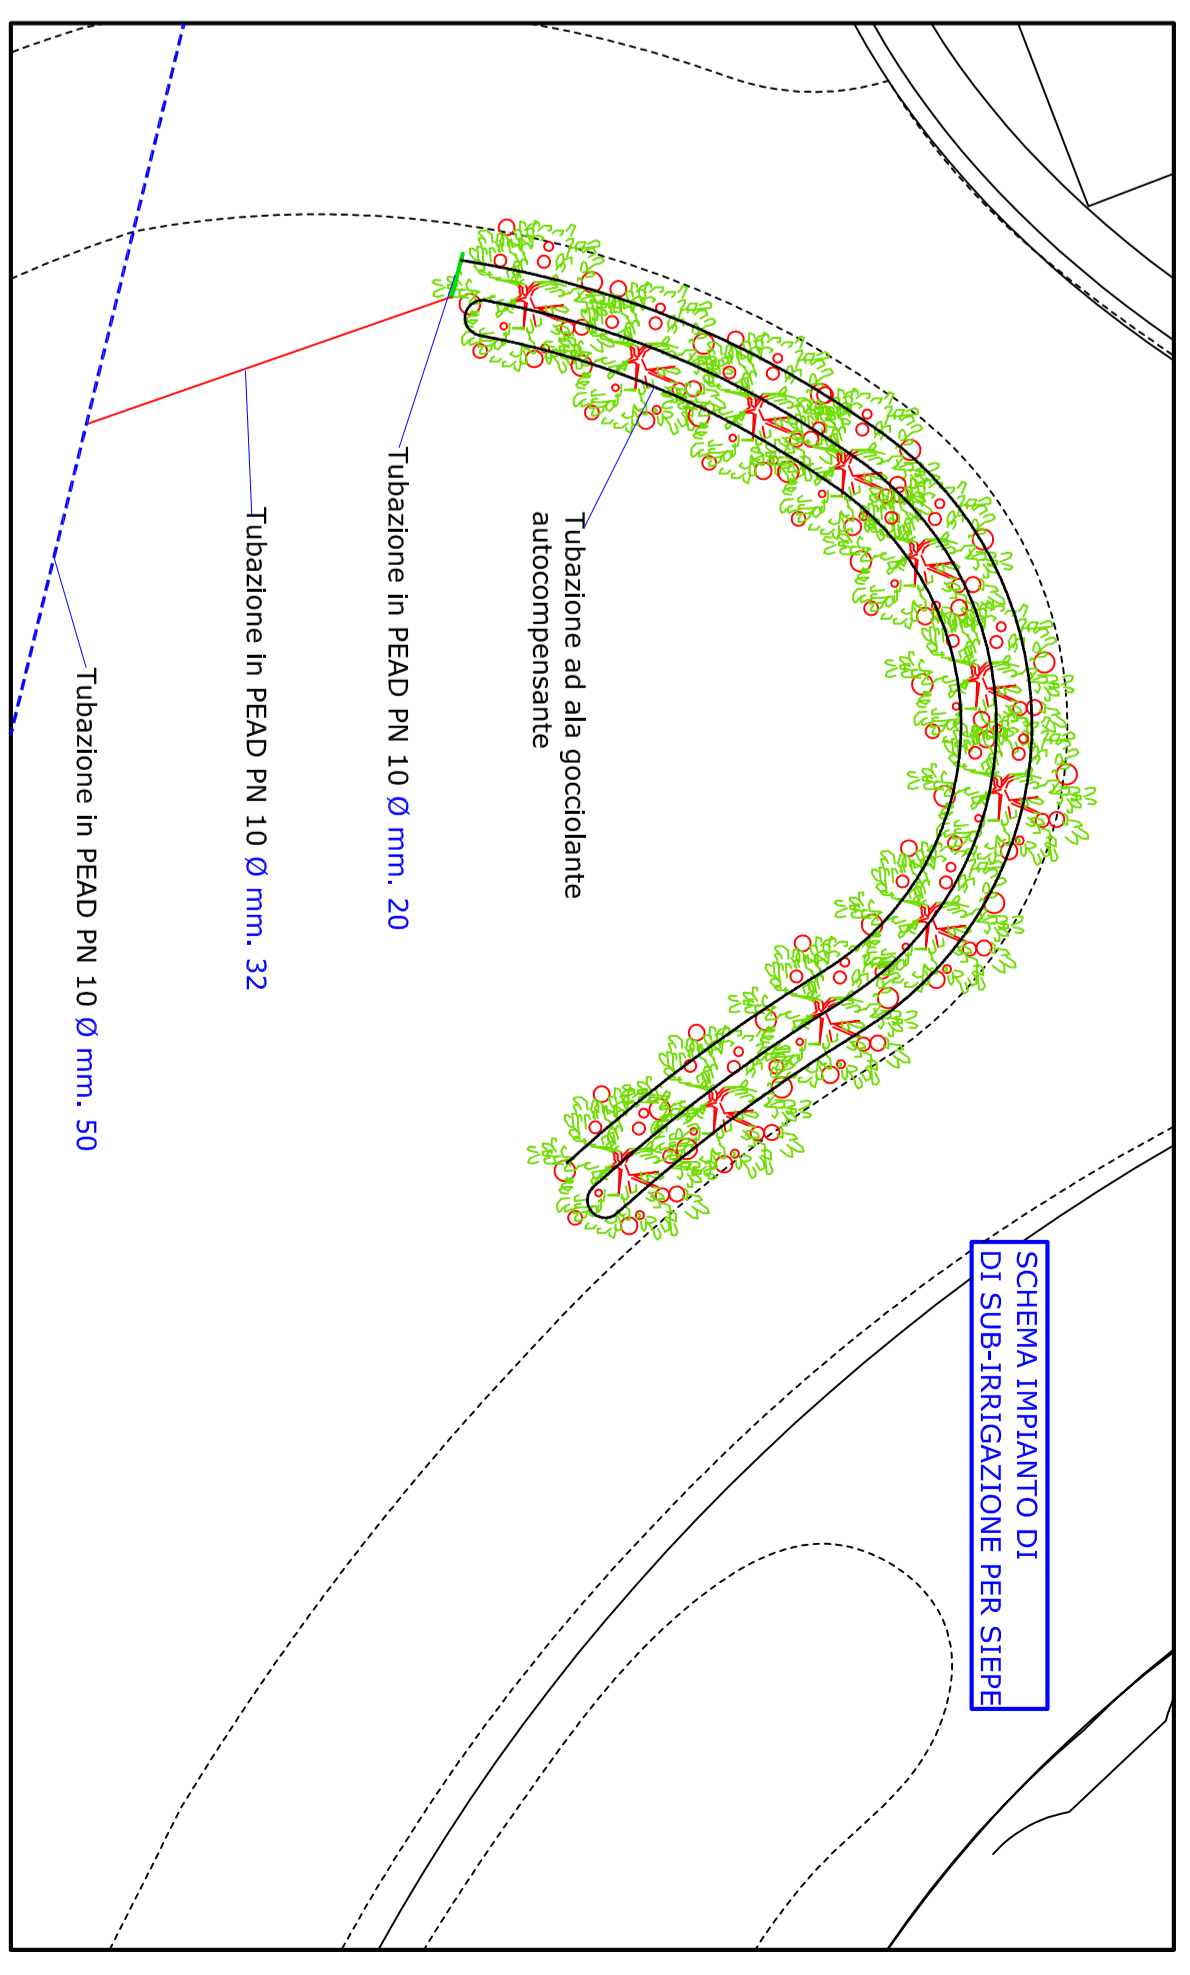 SCHEMA IMPIANTO DI
DI SUB-IRRIGAZIONE PER SIEPE
Tubazione ad ala gocciolante
autocompensante
Tubazione in PEAD PN 10 Ø mm. 20
Tubazione in PEAD PN 10 Ø mm. 32
Tubazione in PEAD PN 10 Ø mm. 50